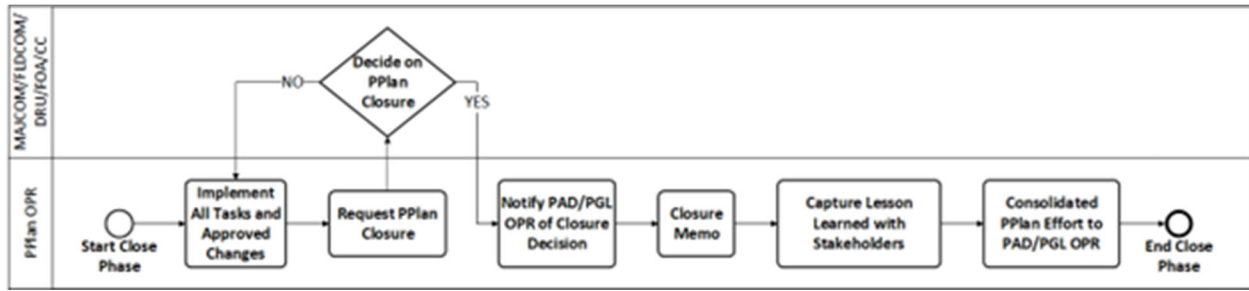 MAJCOM/FLDCOM/
DRU/FOA/CC
Decide on
PPlan
Closure
NO
YES
PPlan OPR
Start Close
Phase
Implement
All Tasks and
Approved
Changes
Request PPlan
Closure
Notify PAD/PGL
OPR of Closure
Decision
Closure
Memo
Capture Lesson
Learned with
Stakeholders
Consolidated
PPlan Effort to
PAD/PGL OPR
End Close
Phase